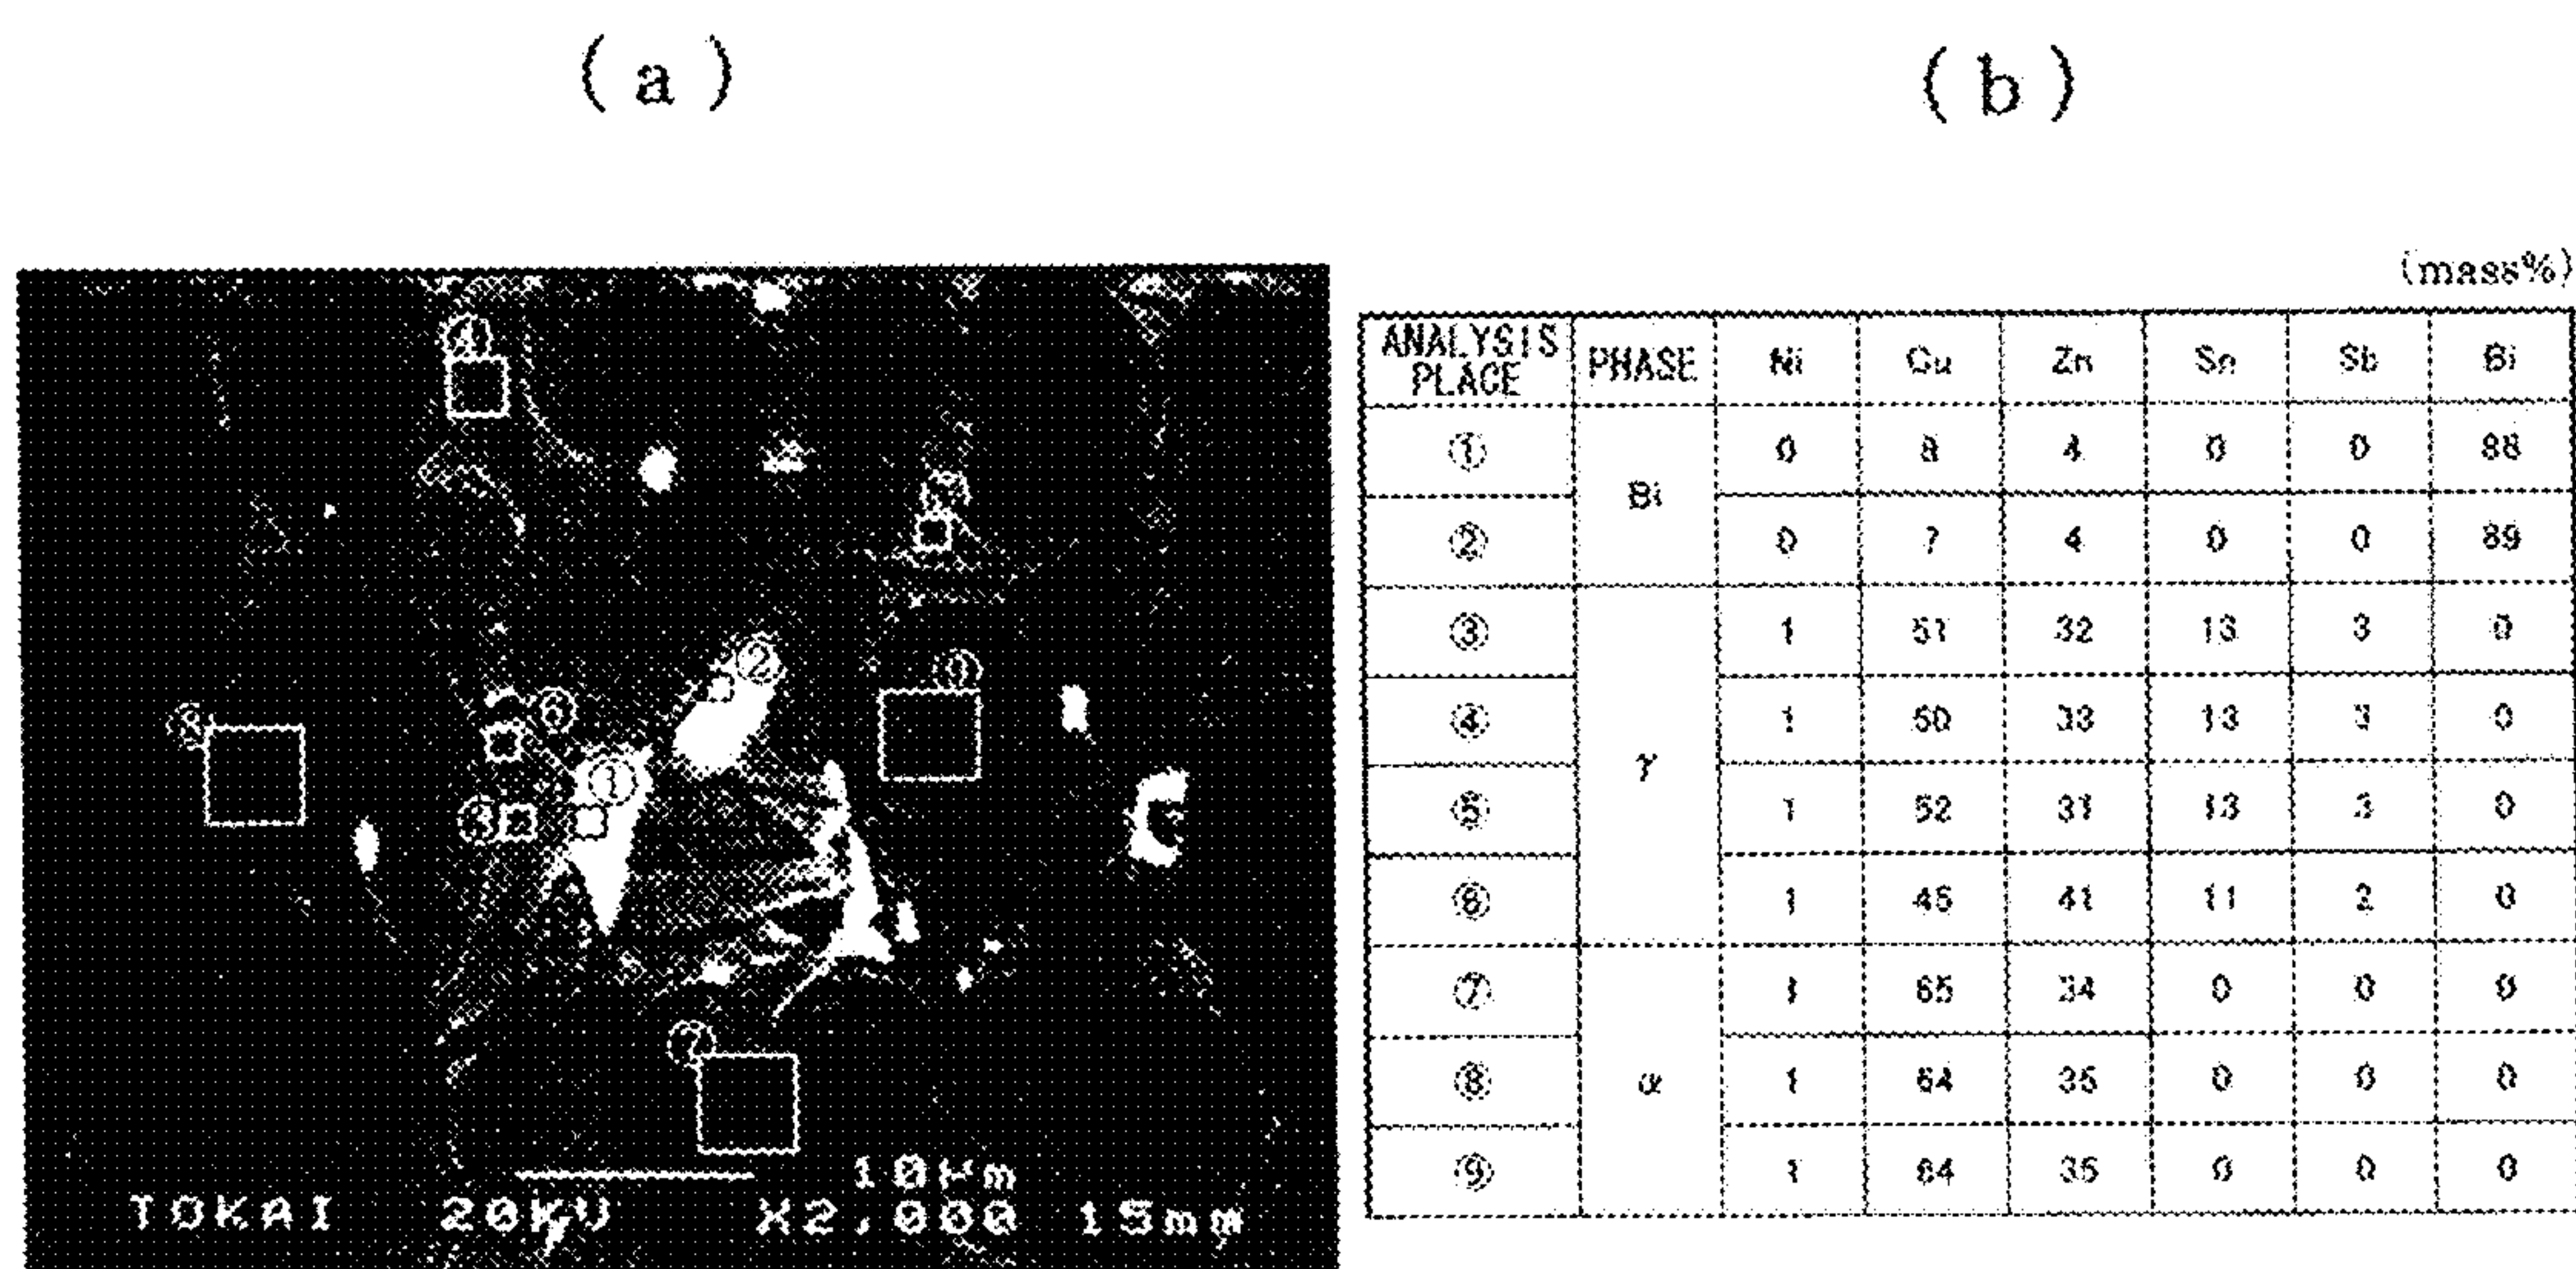 (a)
(b)
(mass%)
ANALYSIS PLACE PHASE Ni Cu Zn Sn Sb Bi
① Bi 0 8 4 0 0 88
② 0 7 4 0 0 89
③ γ 1 51 32 13 3 0
④ 1 50 33 13 3 0
⑤ 1 52 31 13 3 0
⑥ 1 45 41 11 2 0
⑦ α 1 65 34 0 0 0
⑧ 1 64 35 0 0 0
⑨ 1 64 35 0 0 0
④
②
⑨
⑥
⑧
①
③
⑦
10μm
TOKAI 20KV X2,000 15mm